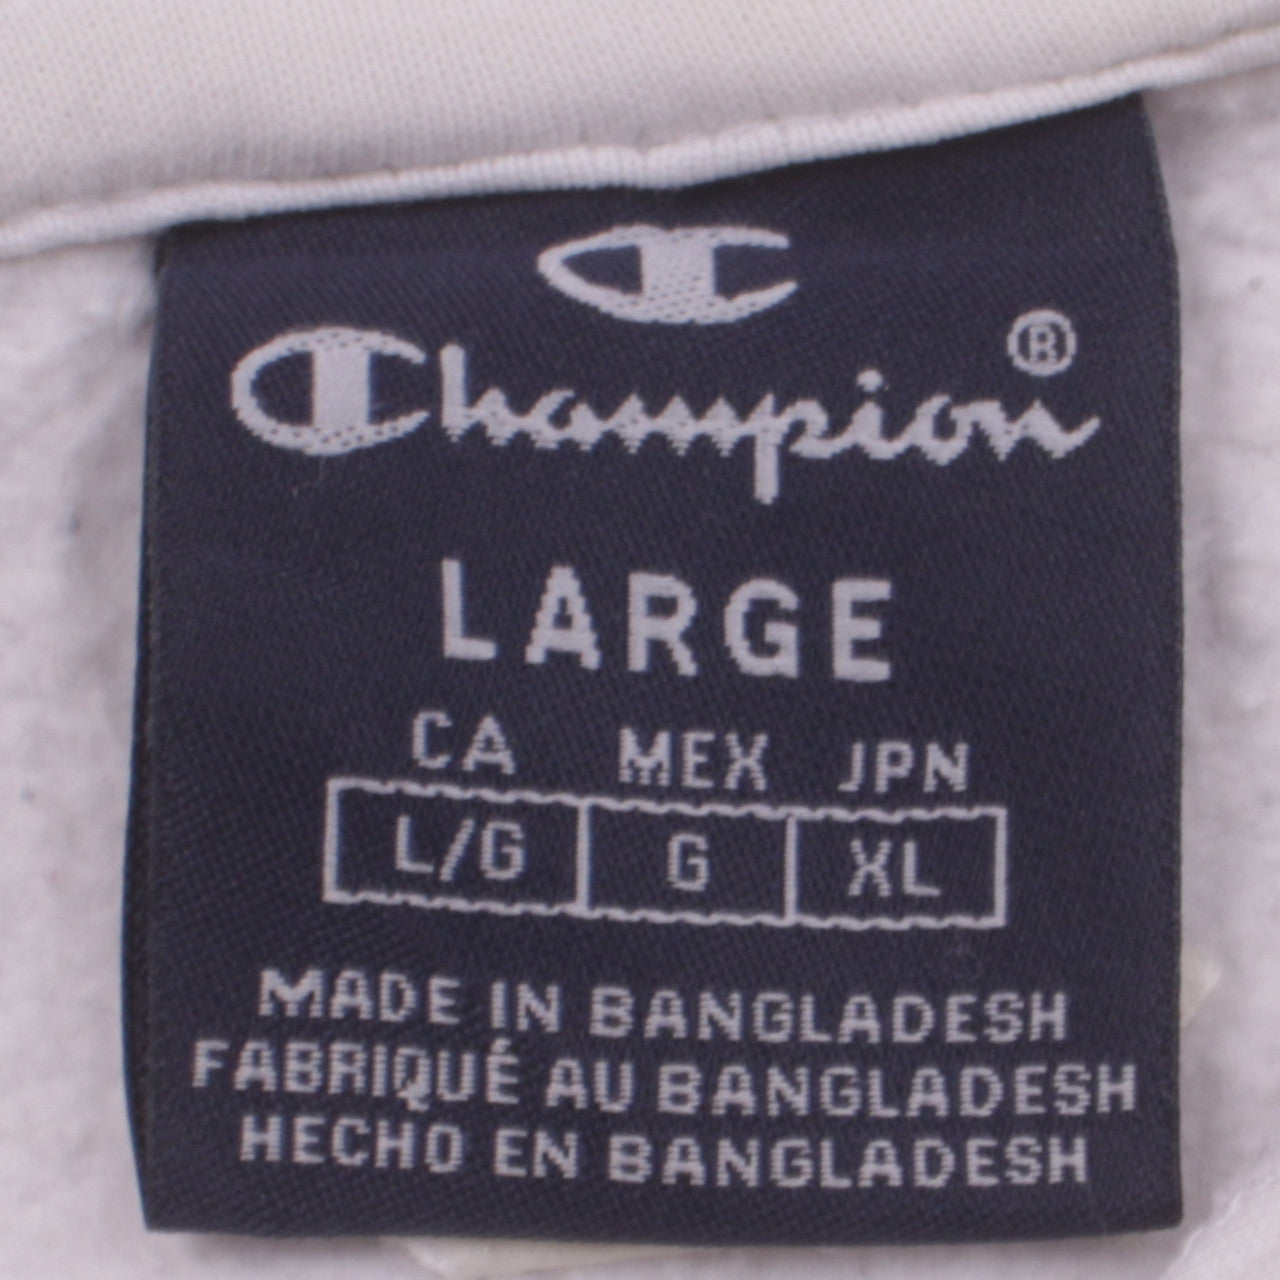 Champion®
LARGE
CA MEX JPN
L/G G XL
MADE IN BANGLADESH
FABRIQUÉ AU BANGLADESH
HECHO EN BANGLADESH